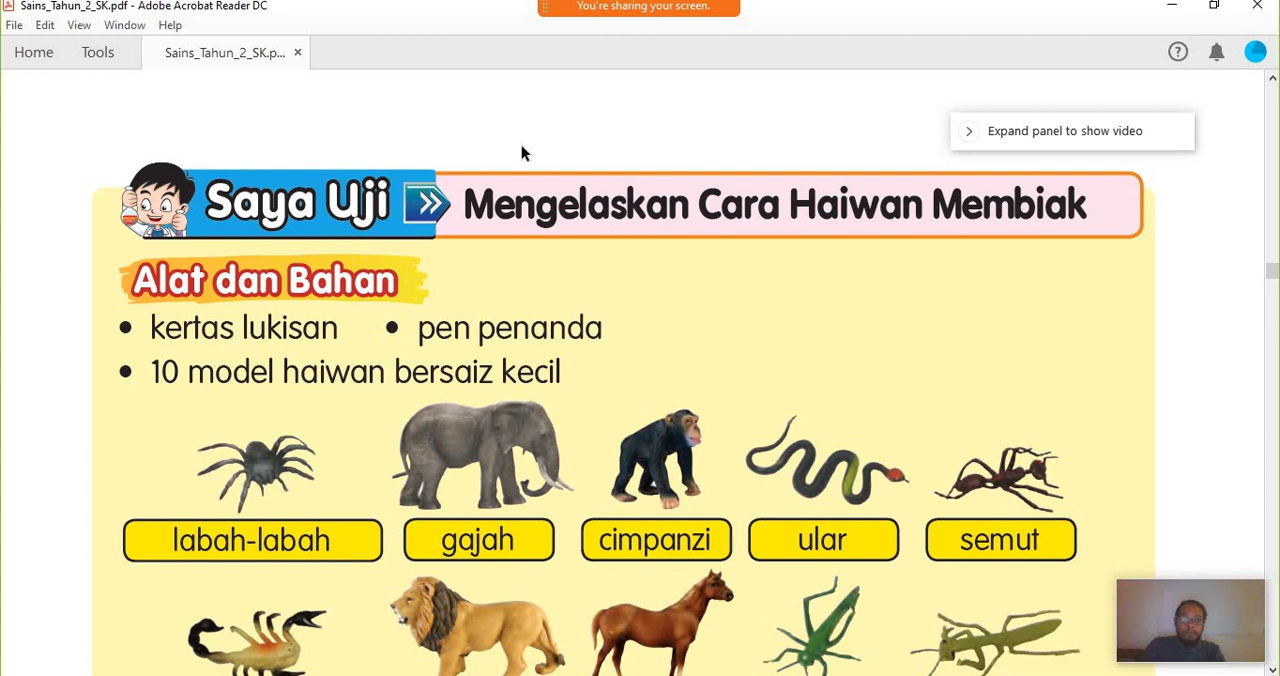 Sains_Tahun_2_SK.pdf - Adobe Acrobat Reader DC
You're sharing your screen.
File Edit View Window Help
Home Tools Sains_Tahun_2_SK.p... ×
Expand panel to show video
Saya Uji Mengelaskan Cara Haiwan Membiak
Alat dan Bahan
• kertas lukisan • pen penanda
• 10 model haiwan bersaiz kecil
labah-labah gajah cimpanzi ular semut